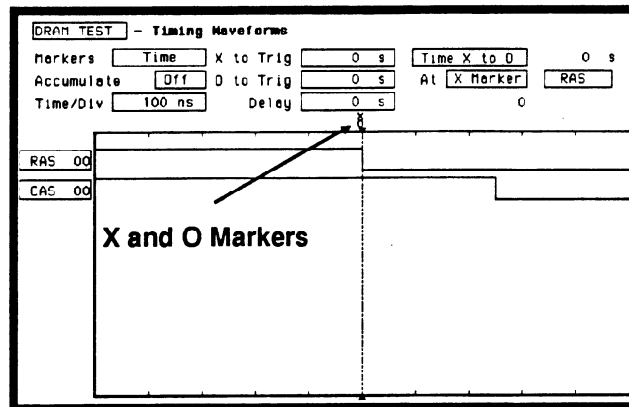 DRAM TEST - Timing Waveforms
Markers Time X to Trig 0 s Time X to O 0 s
Accumulate Off O to Trig 0 s At X Marker RAS
Time/Div 100 ns Delay 0 s 0
X
O
RAS 00
CAS 00
X and O Markers